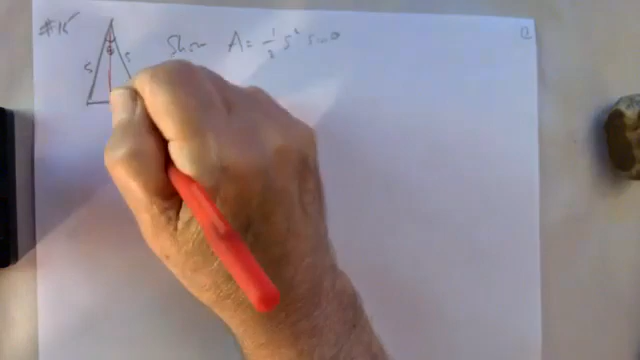 #15
θ
s s
Show A = 1/2 s² sin θ